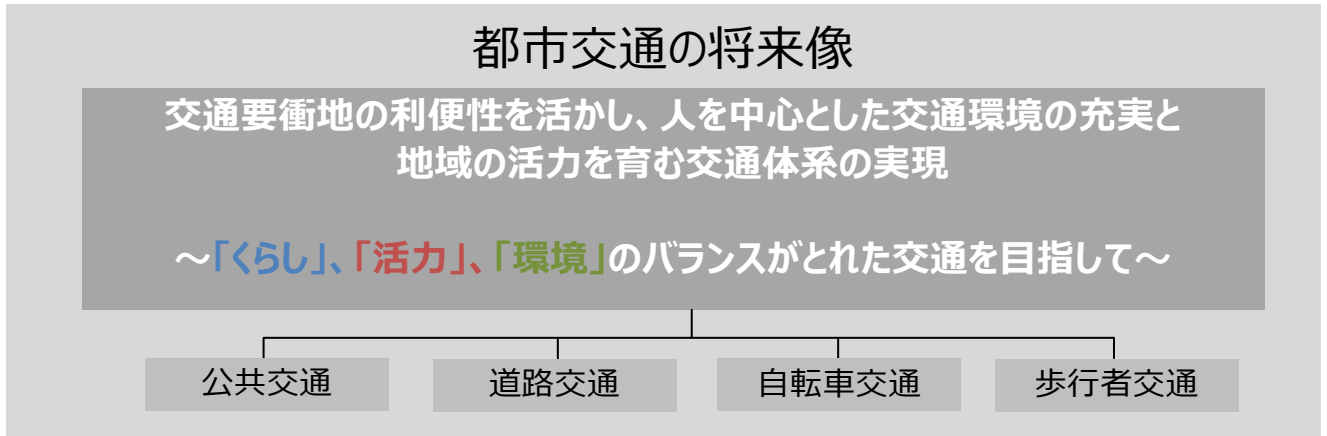 都市交通の将来像
交通要衝地の利便性を活かし、人を中心とした交通環境の充実と
地域の活力を育む交通体系の実現
～「くらし」、「活力」、「環境」のバランスがとれた交通を目指して～
公共交通
道路交通
自転車交通
歩行者交通